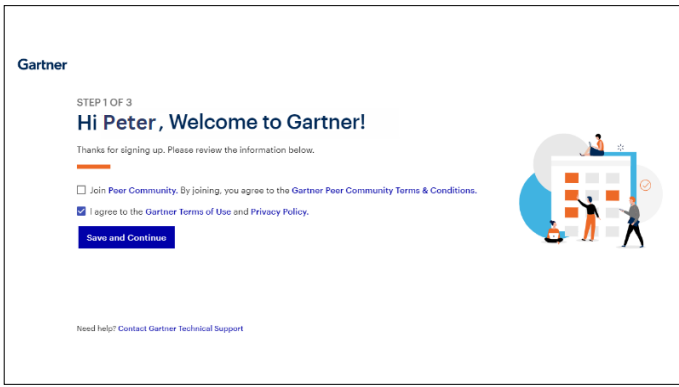 Gartner
STEP 1 OF 3
Hi Peter, Welcome to Gartner!
Thanks for signing up. Please review the information below.
Join Peer Community. By joining, you agree to the Gartner Peer Community Terms & Conditions.
I agree to the Gartner Terms of Use and Privacy Policy.
Save and Continue
Need help? Contact Gartner Technical Support